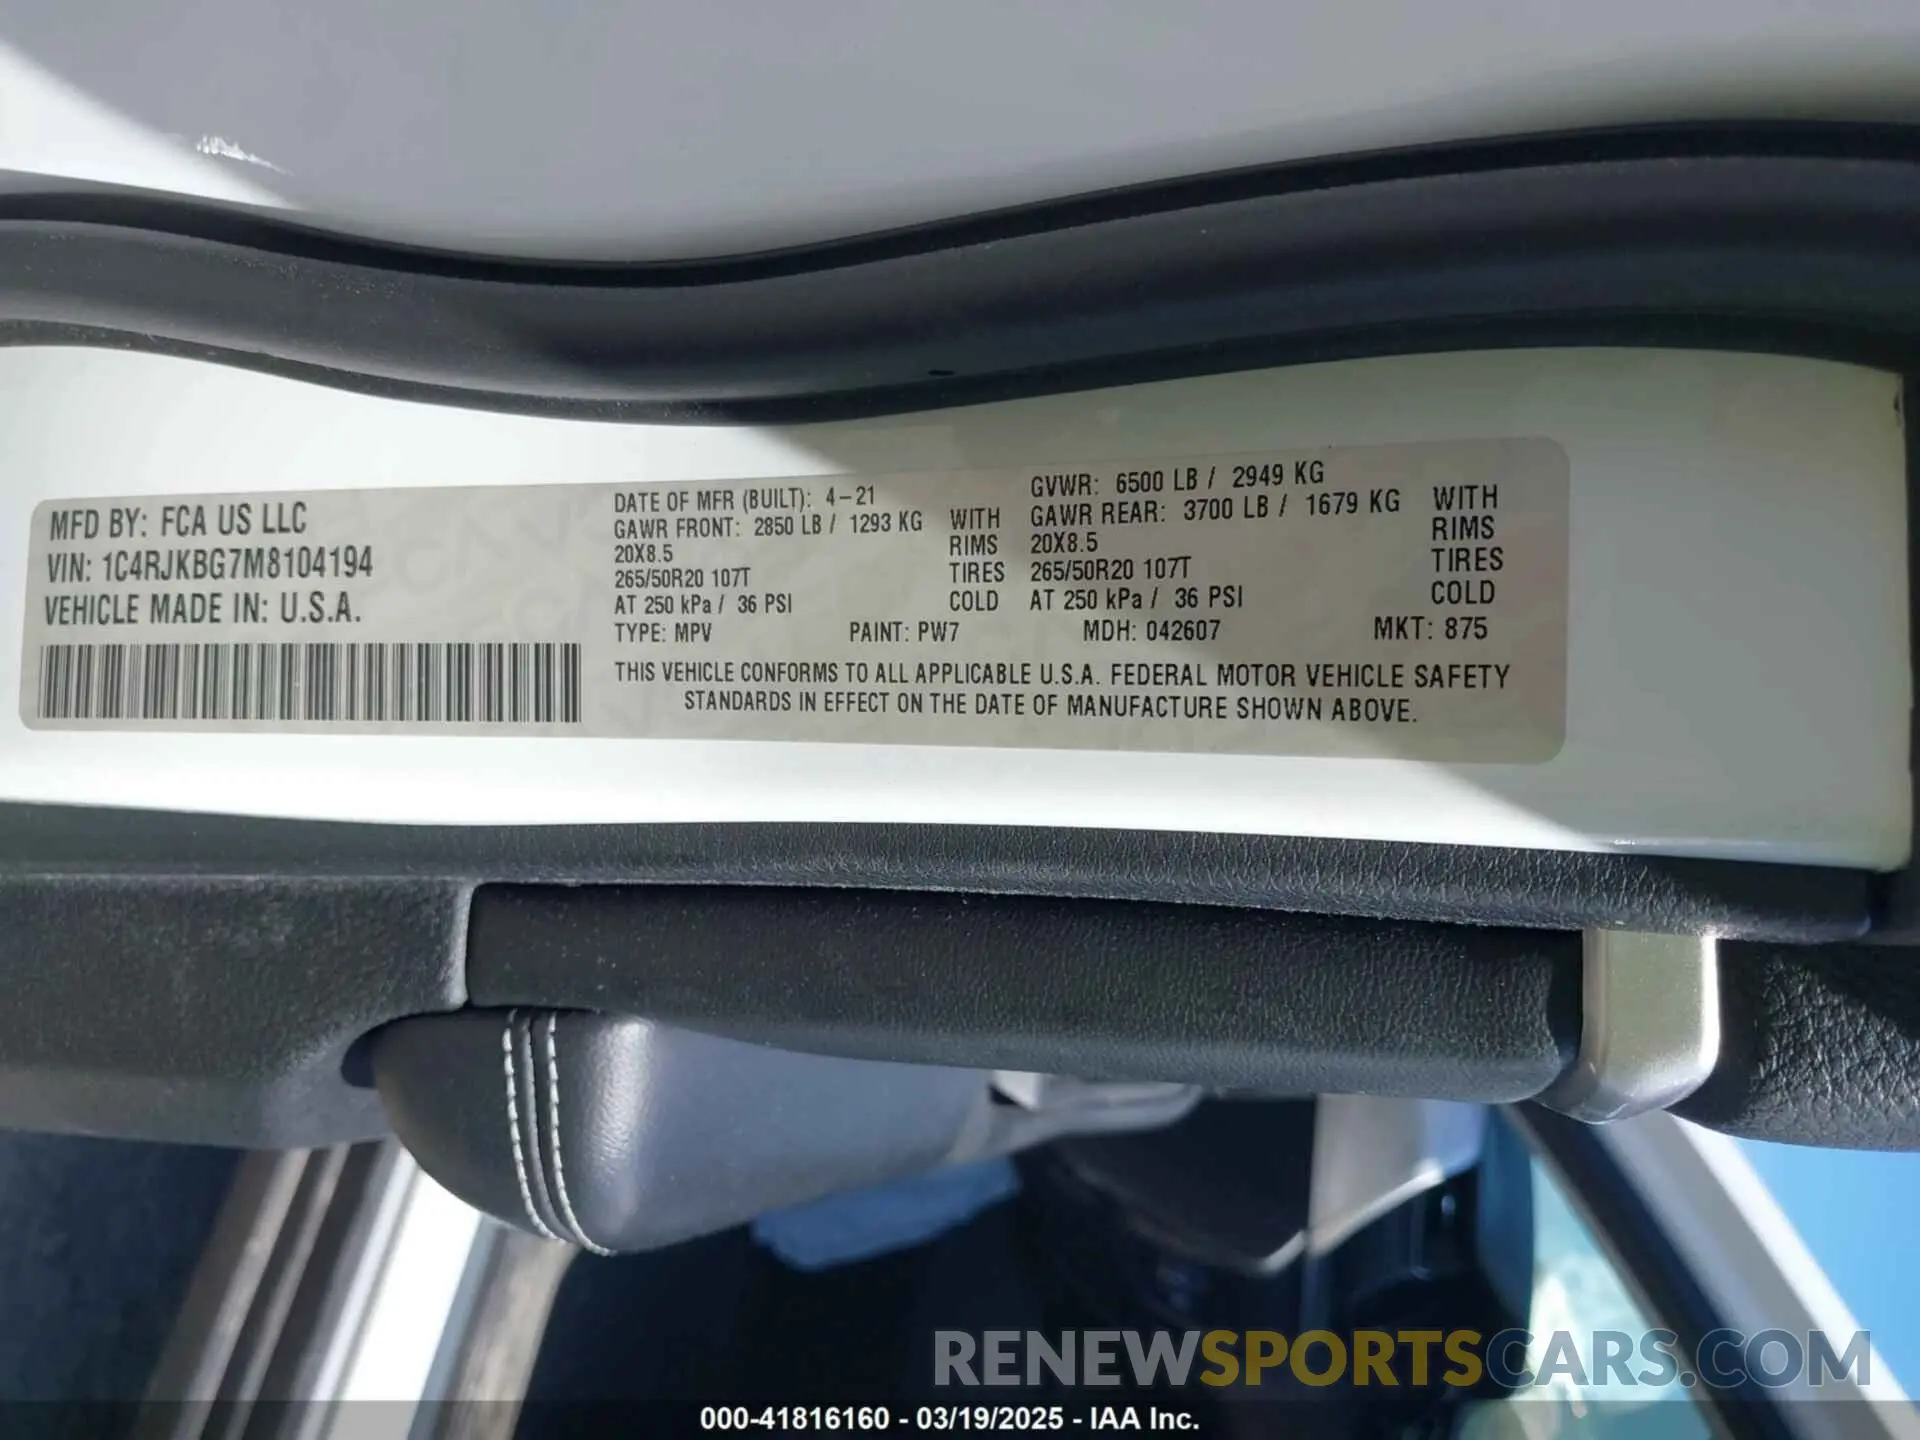 MFD BY: FCA US LLC
VIN: 1C4RJKBG7M8104194
VEHICLE MADE IN: U.S.A.
DATE OF MFR (BUILT): 4-21
GAWR FRONT: 2850 LB / 1293 KG WITH
20X8.5 RIMS
265/50R20 107T TIRES
AT 250 kPa / 36 PSI COLD
GVWR: 6500 LB / 2949 KG
GAWR REAR: 3700 LB / 1679 KG WITH
20X8.5 RIMS
265/50R20 107T TIRES
AT 250 kPa / 36 PSI COLD
TYPE: MPV PAINT: PW7 MDH: 042607 MKT: 875
THIS VEHICLE CONFORMS TO ALL APPLICABLE U.S.A. FEDERAL MOTOR VEHICLE SAFETY
STANDARDS IN EFFECT ON THE DATE OF MANUFACTURE SHOWN ABOVE.
RENEWSPORTSCARS.COM
000-41816160 - 03/19/2025 - IAA Inc.